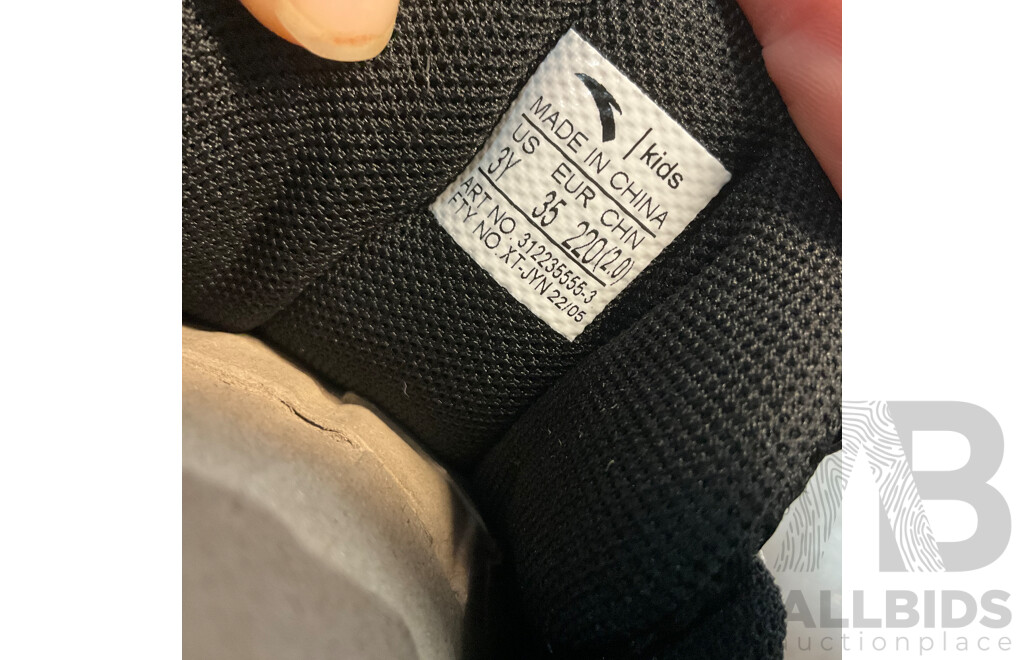 kids
MADE IN CHINA
US EUR CHN
3Y 35 220(2.0)
ART NO .312235555-3
FTY NO .XT-JYN 22/05
AB
ALLBIDS
auctionplace